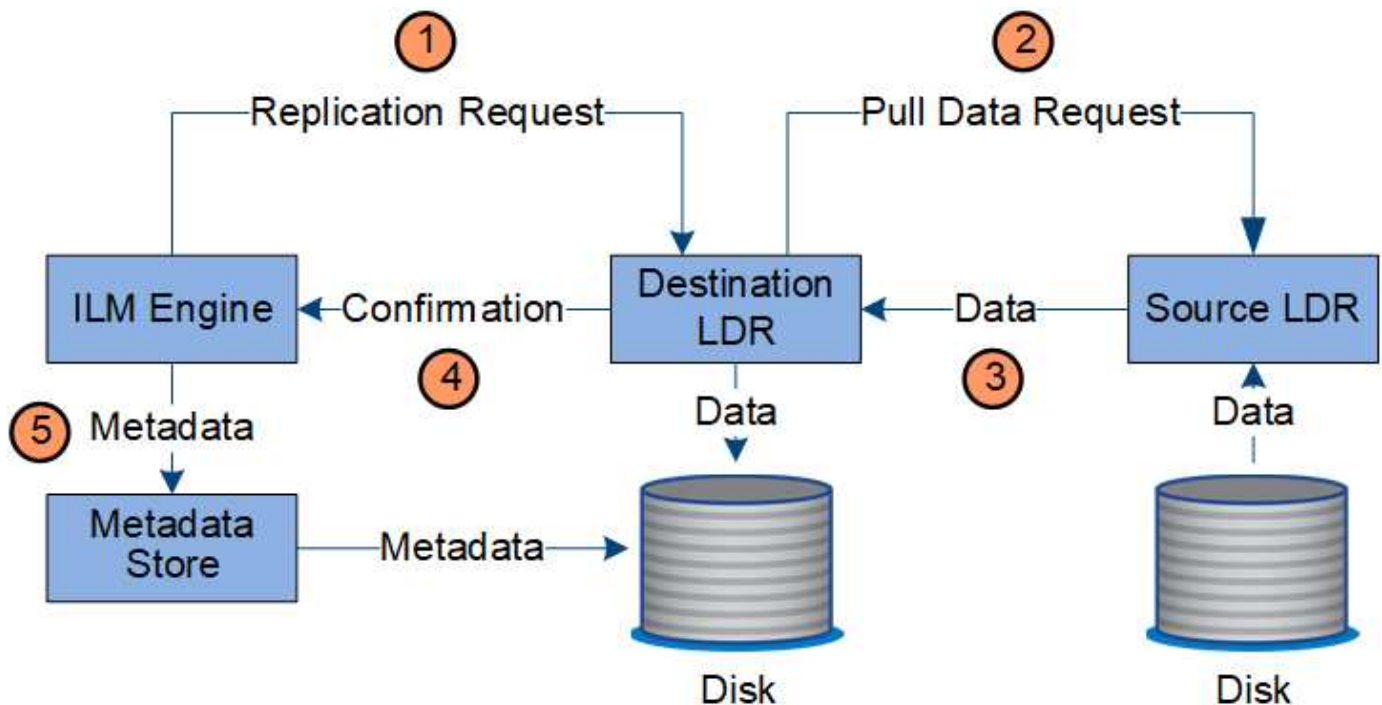 1
2
Replication Request
Pull Data Request
ILM Engine
Confirmation
Destination
LDR
Data
Source LDR
4
3
5
Metadata
Data
Data
Metadata
Store
Metadata
Disk
Disk